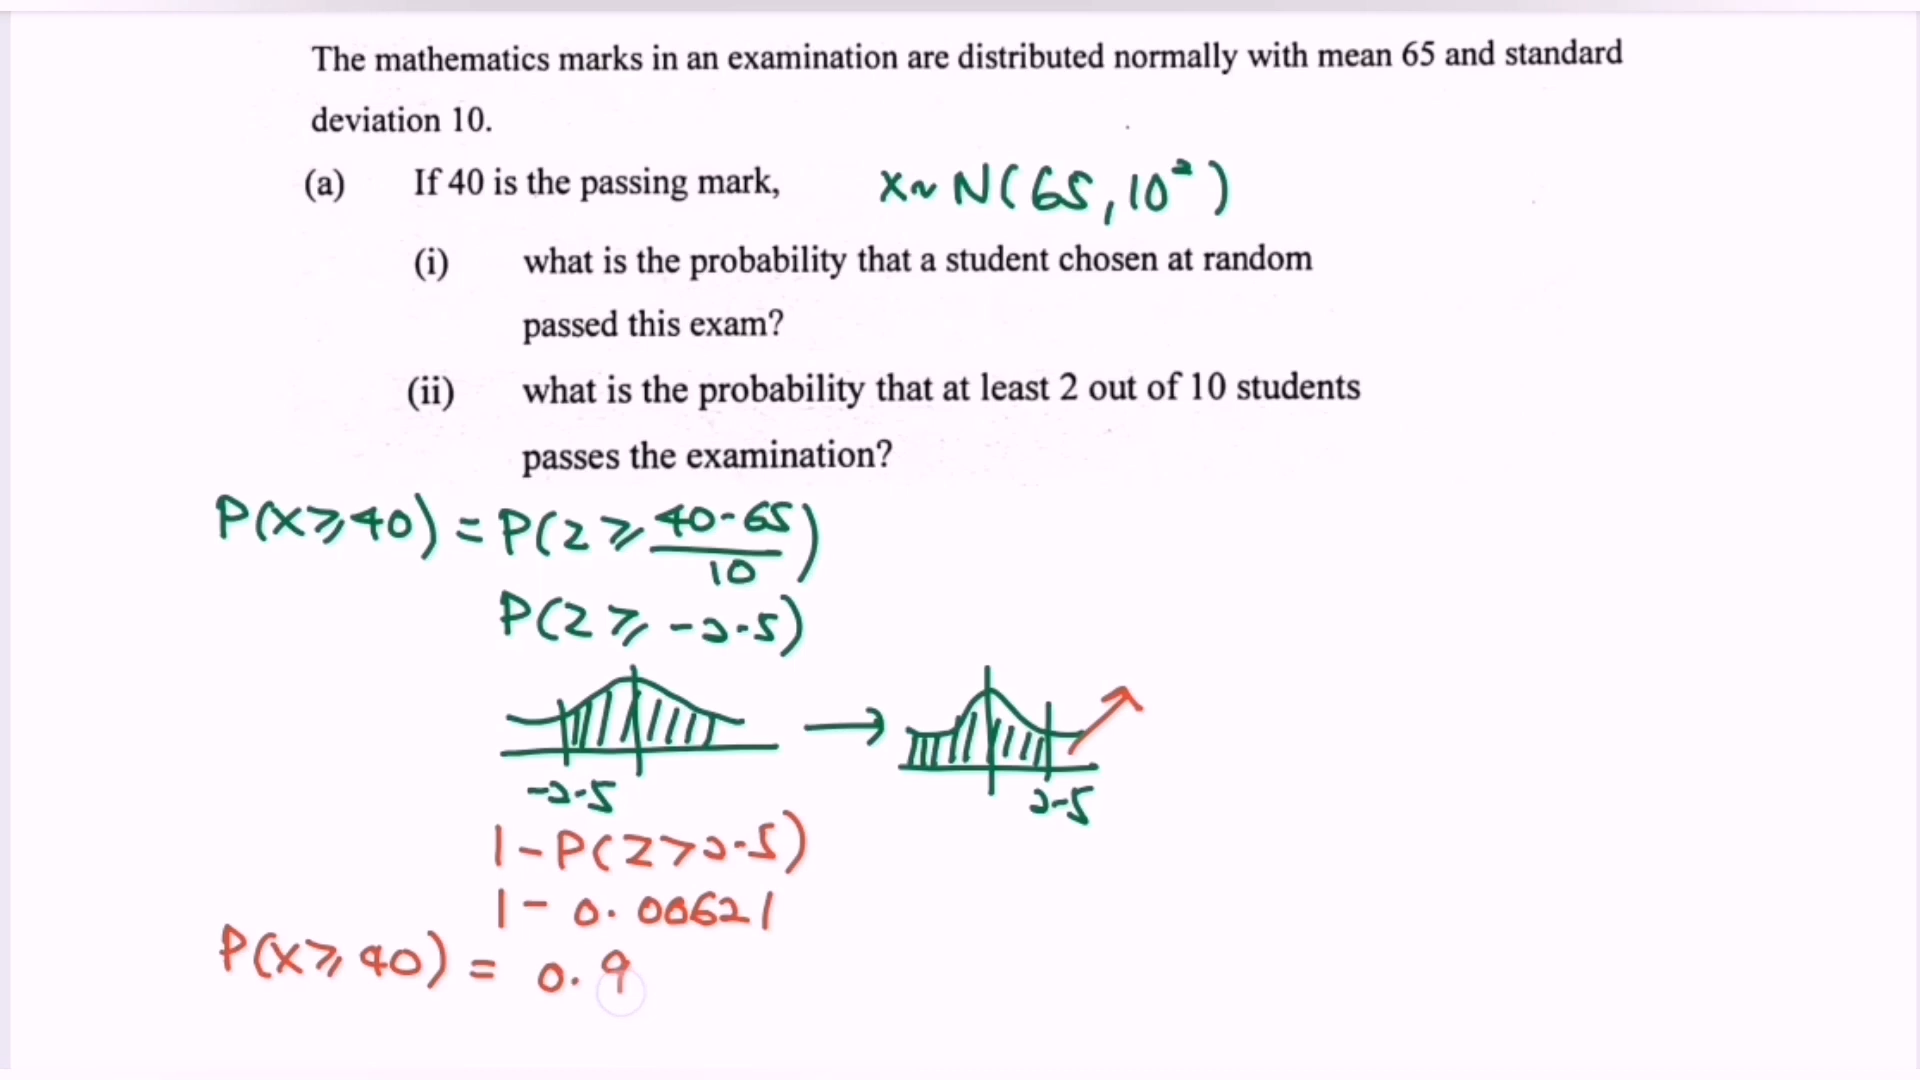 The mathematics marks in an examination are distributed normally with mean 65 and standard
deviation 10.
(a) If 40 is the passing mark, X~N(65,10²)
(i) what is the probability that a student chosen at random
passed this exam?
(ii) what is the probability that at least 2 out of 10 students
passes the examination?
P(X⩾40) = P(Z ⩾ (40-65)/10)
P(Z ⩾ -2.5)
-2.5 → 2.5
1 - P(Z>2.5)
1 - 0.00621
P(X⩾40) = 0.9